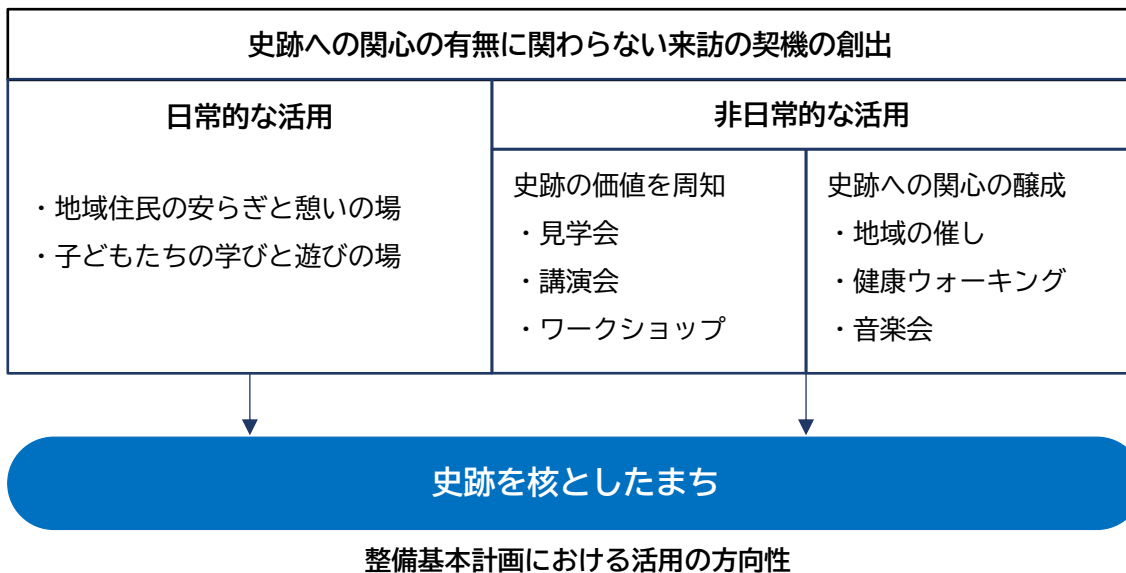 史跡への関心の有無に関わらない来訪の契機の創出
日常的な活用
・地域住民の安らぎと憩いの場
・子どもたちの学びと遊びの場
非日常的な活用
史跡の価値を周知
・見学会
・講演会
・ワークショップ
史跡への関心の醸成
・地域の催し
・健康ウォーキング
・音楽会
史跡を核としたまち
整備基本計画における活用の方向性